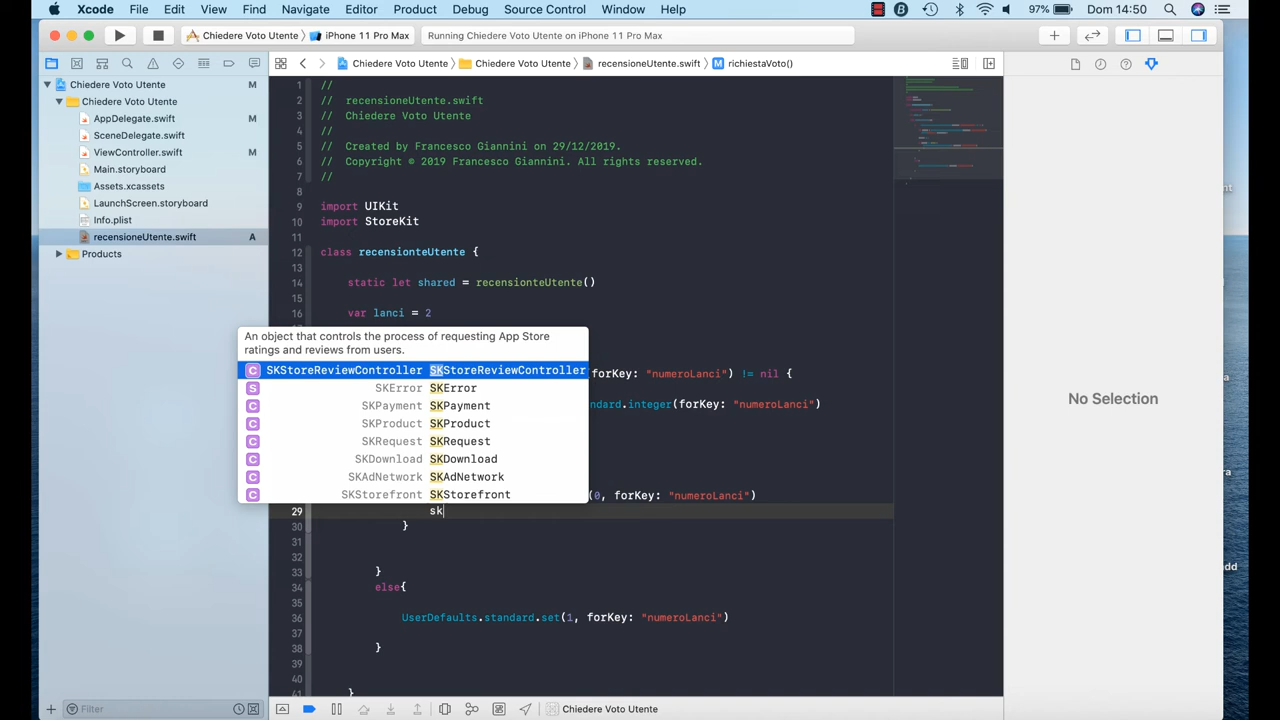 Xcode File Edit View Find Navigate Editor Product Debug Source Control Window Help 97% Dom 14:50
Chiedere Voto Utente iPhone 11 Pro Max Running Chiedere Voto Utente on iPhone 11 Pro Max
Chiedere Voto Utente Chiedere Voto Utente recensioneUtente.swift M richiestaVoto()
Chiedere Voto Utente M
Chiedere Voto Utente
AppDelegate.swift M
SceneDelegate.swift
ViewController.swift
Main.storyboard
Assets.xcassets
LaunchScreen.storyboard
Info.plist
recensioneUtente.swift A
Products
1 //
2 // recensioneUtente.swift
3 // Chiedere Voto Utente
4 //
5 // Created by Francesco Giannini on 29/12/2019.
6 // Copyright © 2019 Francesco Giannini. All rights reserved.
7 //
8
9 import UIKit
10 import StoreKit
11
12 class recensionteUtente {
13
14 static let shared = recensionteUtente()
15
16 var lanci = 2
An object that controls the process of requesting App Store
ratings and reviews from users.
C SKStoreReviewController SKStoreReviewController
S SKError SKError
C SKPayment SKPayment
C SKProduct SKProduct
C SKRequest SKRequest
C SKDownload SKDownload
C SKAdNetwork SKAdNetwork
C SKStorefront SKStorefront
forKey: "numeroLanci") != nil {
ndard.integer(forKey: "numeroLanci")
(0, forKey: "numeroLanci")
29 sk
30 }
31
32
33 }
34 else{
35
36 UserDefaults.standard.set(1, forKey: "numeroLanci")
37
38 }
39
40
41 }
No Selection
Filter
Chiedere Voto Utente